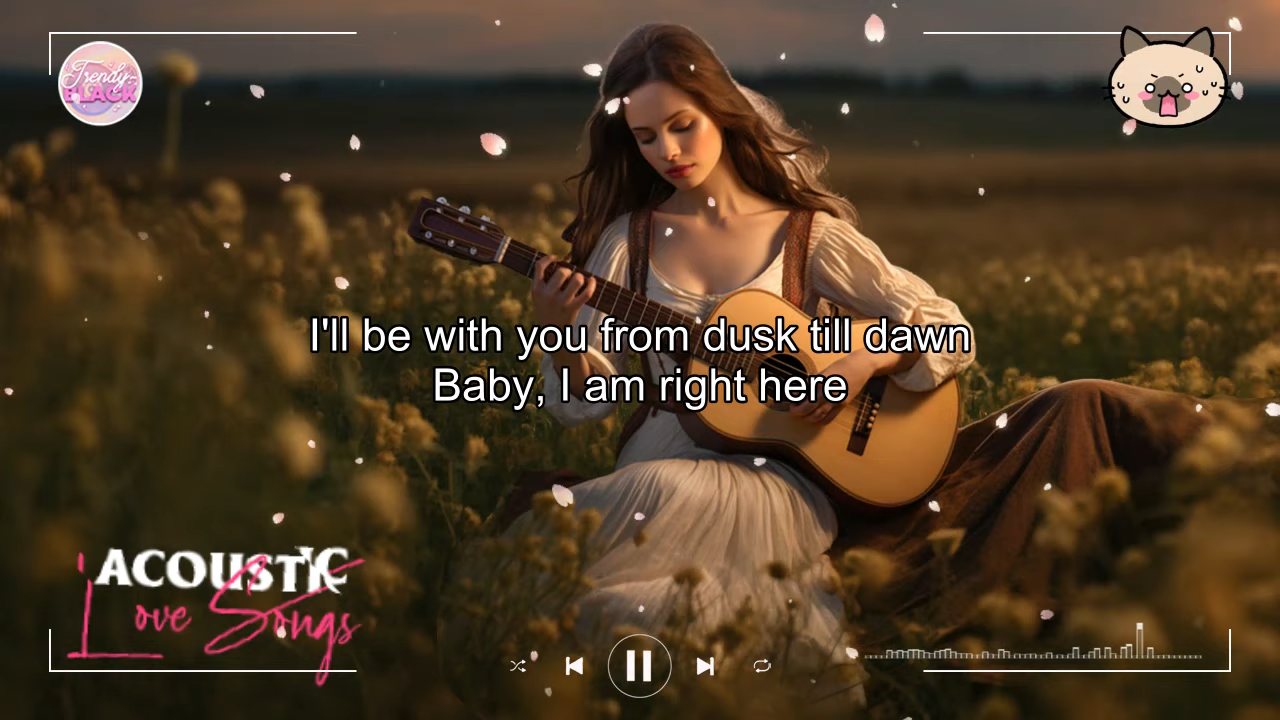 Trendy
BLACK
I'll be with you from dusk till dawn
Baby, I am right here
ACOUSTIC
Love Songs